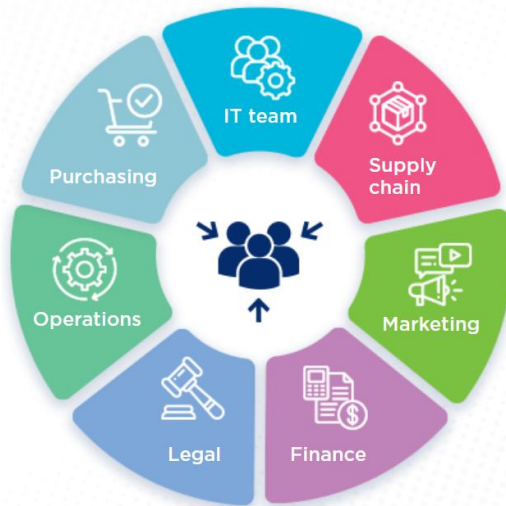 IT team
Supply
chain
Marketing
Finance
Legal
Operations
Purchasing